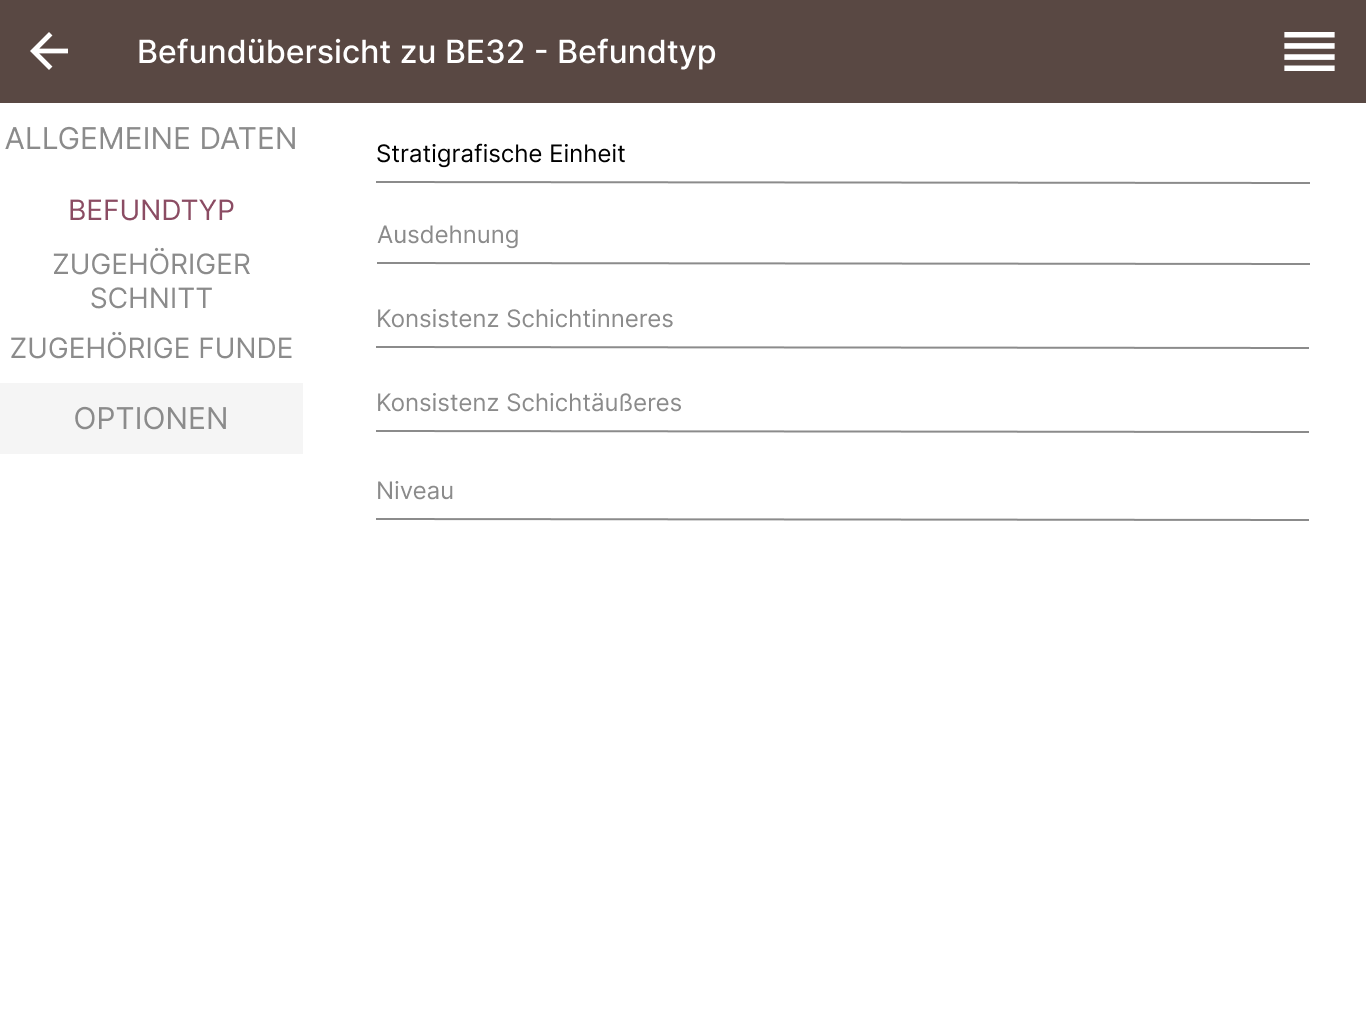 Befundübersicht zu BE32 - Befundtyp
ALLGEMEINE DATEN
BEFUNDTYP
ZUGEHÖRIGER
SCHNITT
ZUGEHÖRIGE FUNDE
OPTIONEN
Stratigrafische Einheit
Ausdehnung
Konsistenz Schichtinneres
Konsistenz Schichtäußeres
Niveau